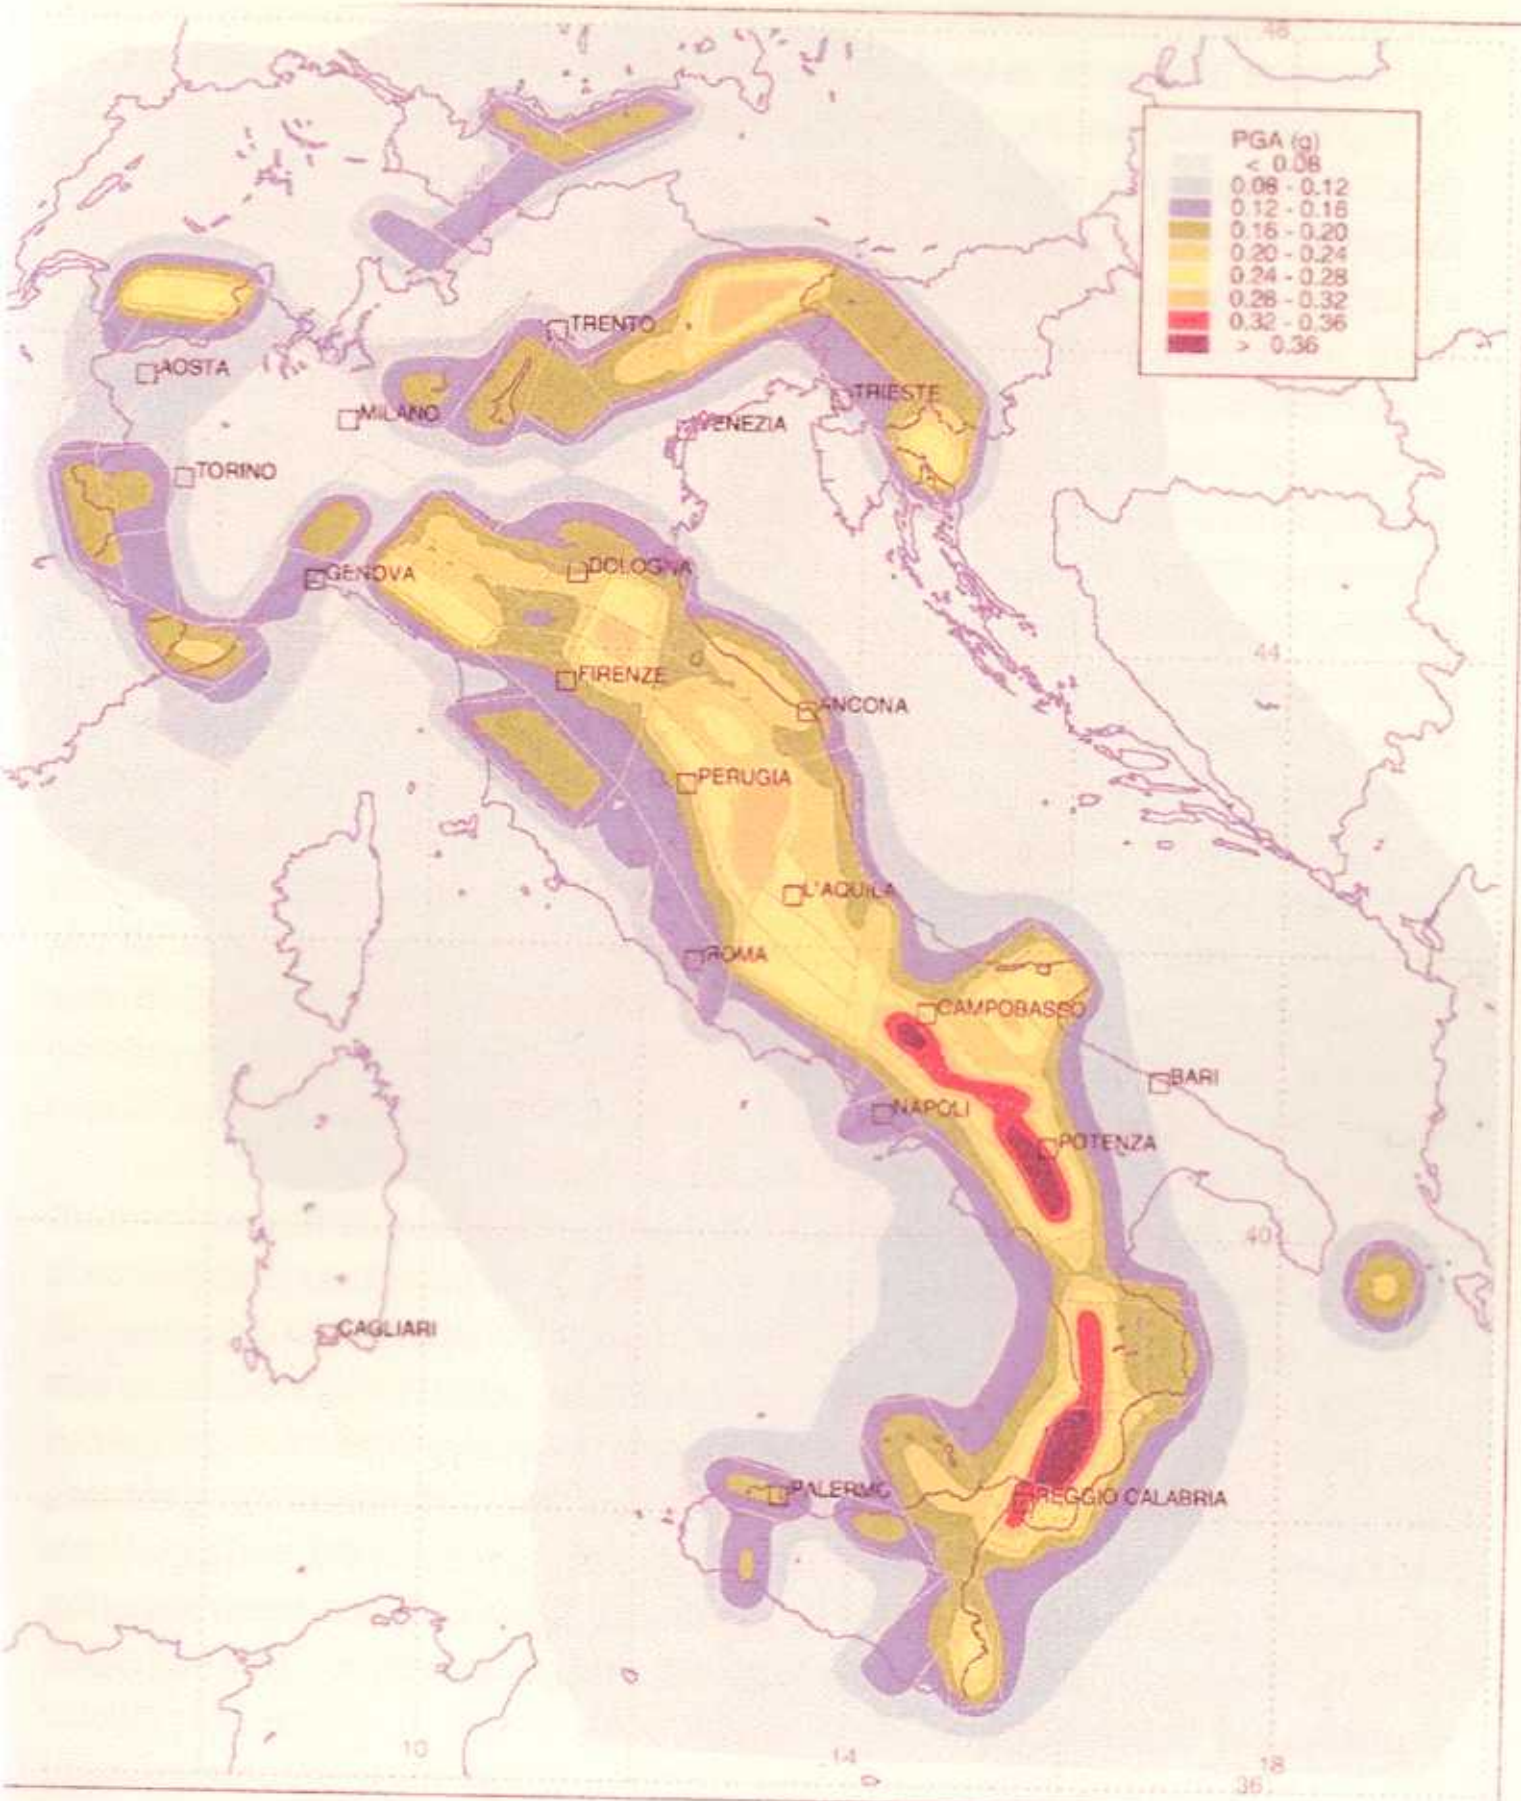 48
PGA (g)
< 0.08
0.08 - 0.12
0.12 - 0.16
0.16 - 0.20
0.20 - 0.24
0.24 - 0.28
0.28 - 0.32
0.32 - 0.36
> 0.36
TRENTO
AOSTA
MILANO
TRIESTE
VENEZIA
TORINO
GENOVA
BOLOGNA
44
FIRENZE
ANCONA
PERUGIA
L'AQUILA
ROMA
CAMPOBASSO
BARI
NAPOLI
POTENZA
40
CAGLIARI
PALERMO
REGGIO CALABRIA
10
14
18
36